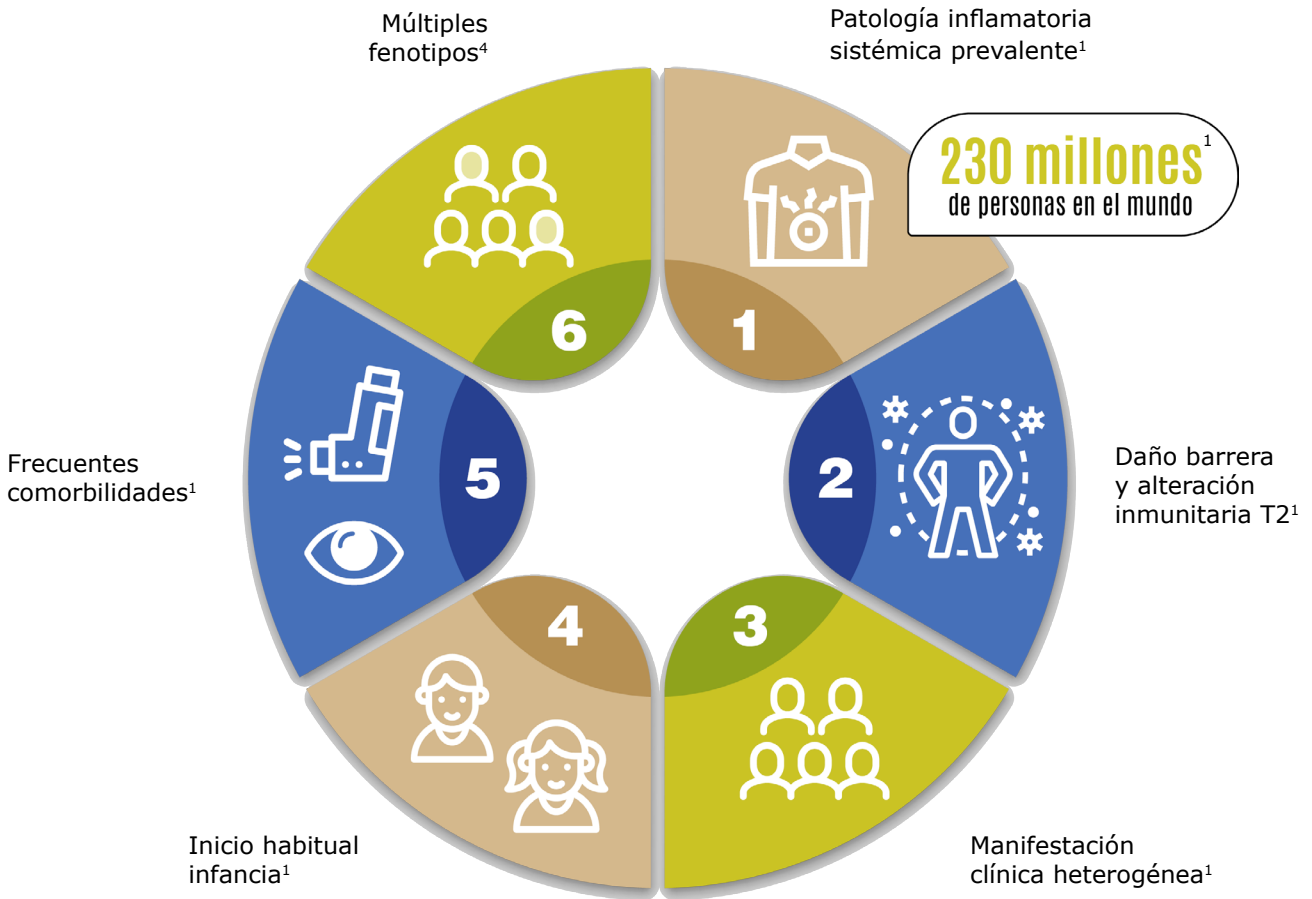 Múltiples
fenotipos⁴
Patología inflamatoria
sistémica prevalente¹
230 millones¹
de personas en el mundo
6
1
Frecuentes
comorbilidades¹
5
2
Daño barrera
y alteración
inmunitaria T2¹
4
3
Inicio habitual
infancia¹
Manifestación
clínica heterogénea¹